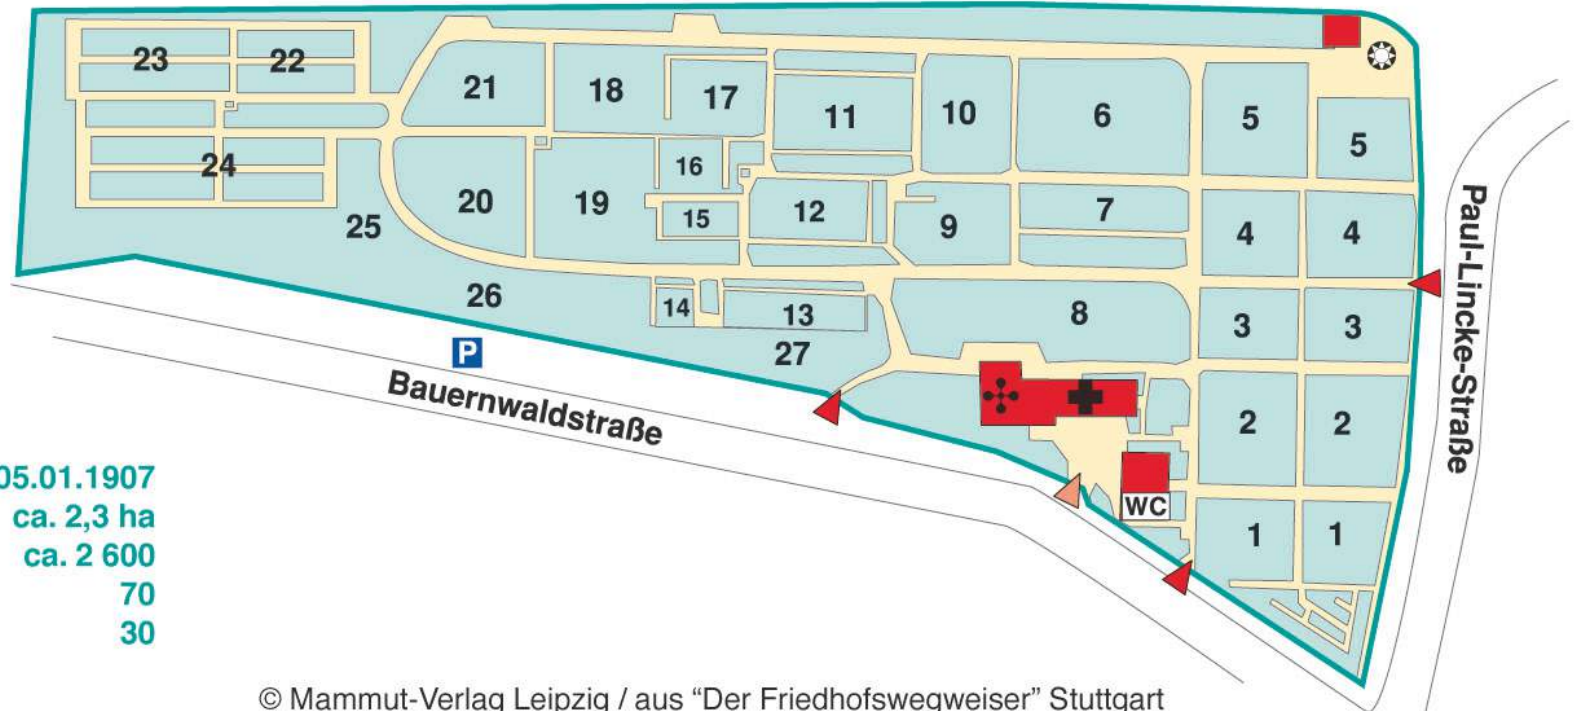 23 22 21 18 17 11 10 6 5 5
24 20 19 16 15 12 9 7 4 4
25 26 14 13 8 3 3
27
P
Bauernwaldstraße
Paul-Lincke-Straße
2 2
WC
1 1
05.01.1907
ca. 2,3 ha
ca. 2 600
70
30
© Mammut-Verlag Leipzig / aus “Der Friedhofswegweiser” Stuttgart